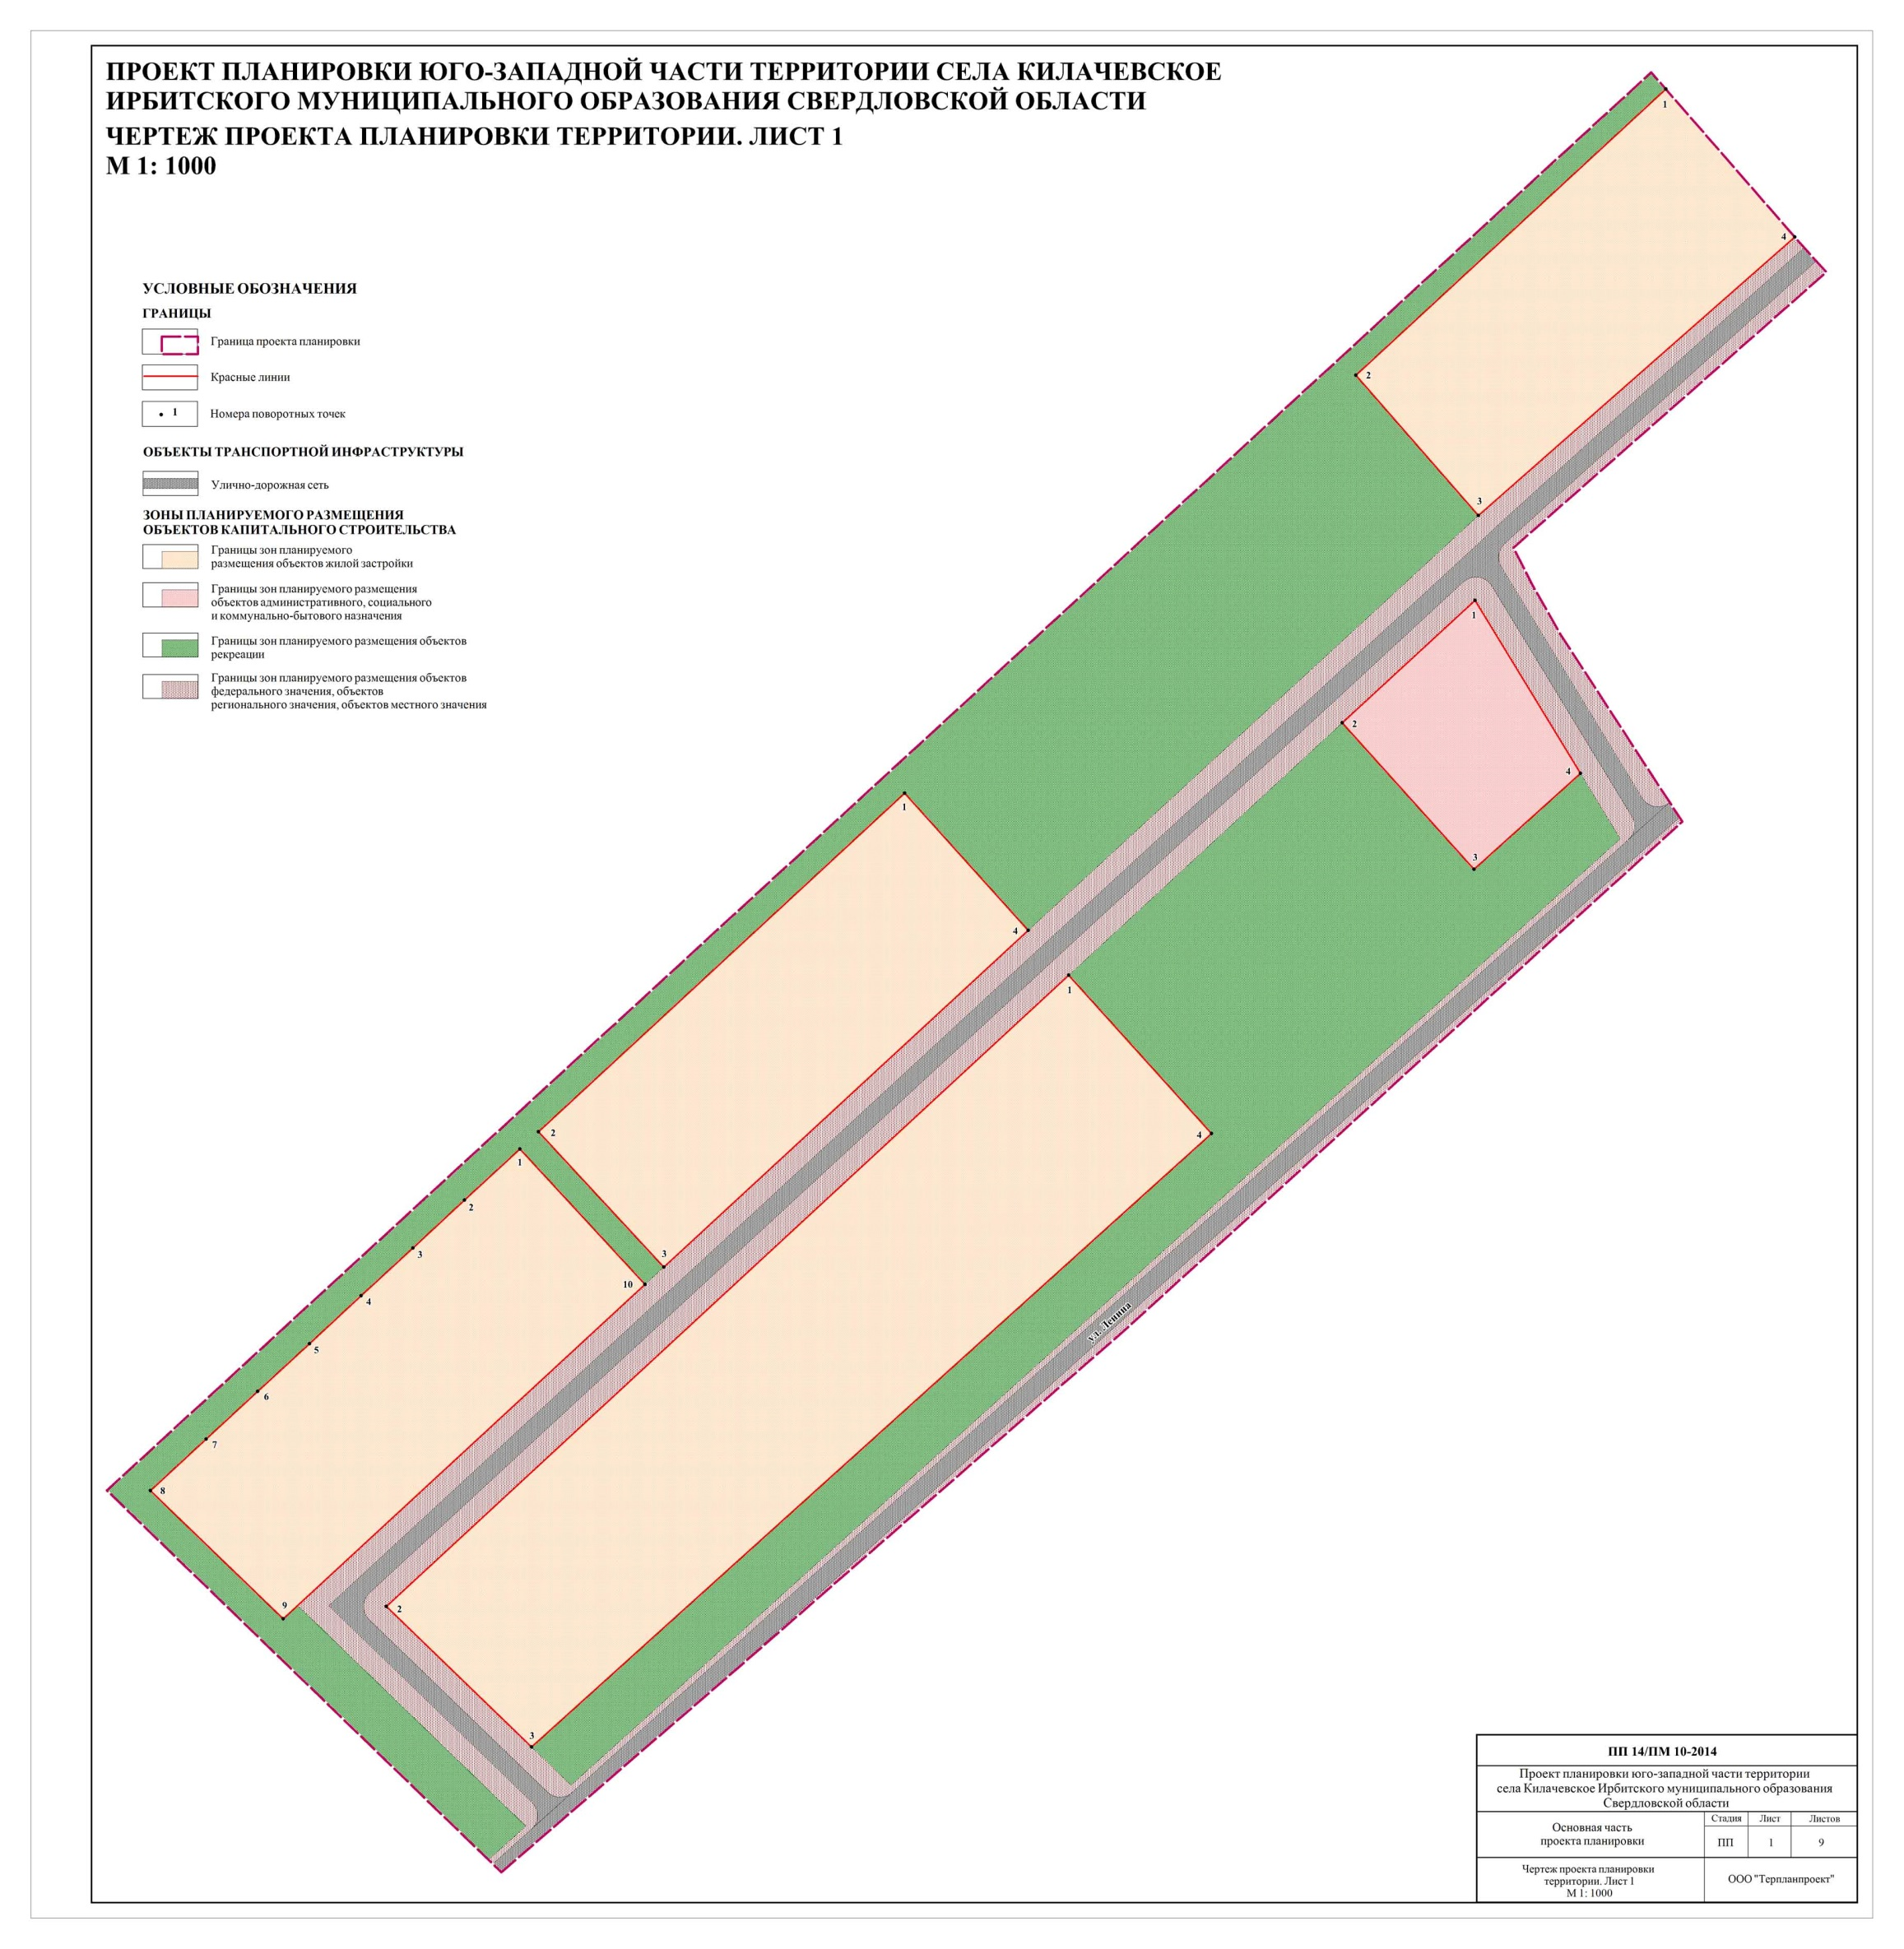 ПРОЕКТ ПЛАНИРОВКИ ЮГО-ЗАПАДНОЙ ЧАСТИ ТЕРРИТОРИИ СЕЛА КИЛАЧЕВСКОЕ
ИРБИТСКОГО МУНИЦИПАЛЬНОГО ОБРАЗОВАНИЯ СВЕРДЛОВСКОЙ ОБЛАСТИ
ЧЕРТЕЖ ПРОЕКТА ПЛАНИРОВКИ ТЕРРИТОРИИ. ЛИСТ 1
М 1: 1000
УСЛОВНЫЕ ОБОЗНАЧЕНИЯ
ГРАНИЦЫ
Граница проекта планировки
Красные линии
1 Номера поворотных точек
ОБЪЕКТЫ ТРАНСПОРТНОЙ ИНФРАСТРУКТУРЫ
Улично-дорожная сеть
ЗОНЫ ПЛАНИРУЕМОГО РАЗМЕЩЕНИЯ
ОБЪЕКТОВ КАПИТАЛЬНОГО СТРОИТЕЛЬСТВА
Границы зон планируемого
размещения объектов жилой застройки
Границы зон планируемого размещения
объектов административного, социального
и коммунально-бытового назначения
Границы зон планируемого размещения объектов
рекреации
Границы зон планируемого размещения объектов
федерального значения, объектов
регионального значения, объектов местного значения
1
4
2
3
1
2
4
3
1
4
2
3
1
4
2
3
1
2
3
4
5
6
7
8
9
10
ул. Ленина
ПП 14/ПМ 10-2014
Проект планировки юго-западной части территории
села Килачевское Ирбитского муниципального образования
Свердловской области
Основная часть
проекта планировки
Стадия Лист Листов
ПП 1 9
Чертеж проекта планировки
территории. Лист 1
М 1: 1000
ООО "Терпланпроект"